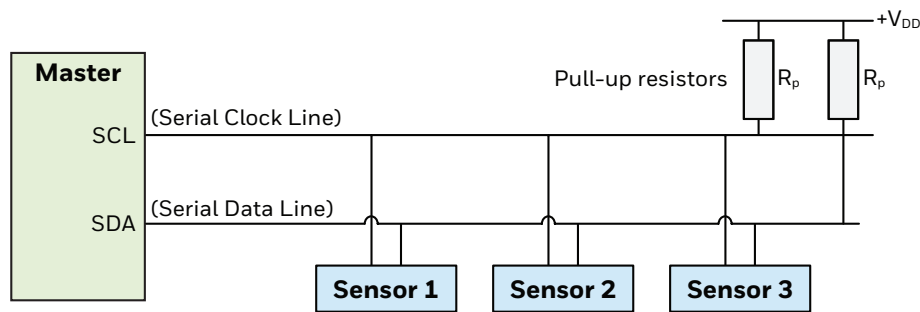 +VDD
Master
Pull-up resistors
Rp
Rp
(Serial Clock Line)
SCL
(Serial Data Line)
SDA
Sensor 1
Sensor 2
Sensor 3